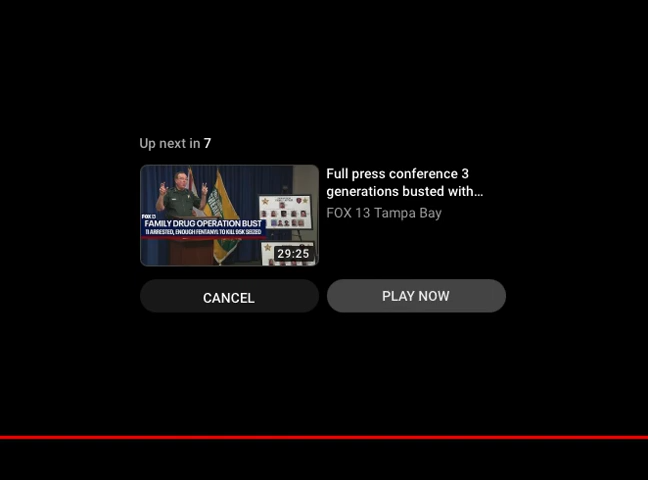 Up next in 7
Full press conference 3
generations busted with…
FOX 13 Tampa Bay
FOX 13
FAMILY DRUG OPERATION BUST
11 ARRESTED, ENOUGH FENTANYL TO KILL 95K SEIZED
29:25
CANCEL
PLAY NOW